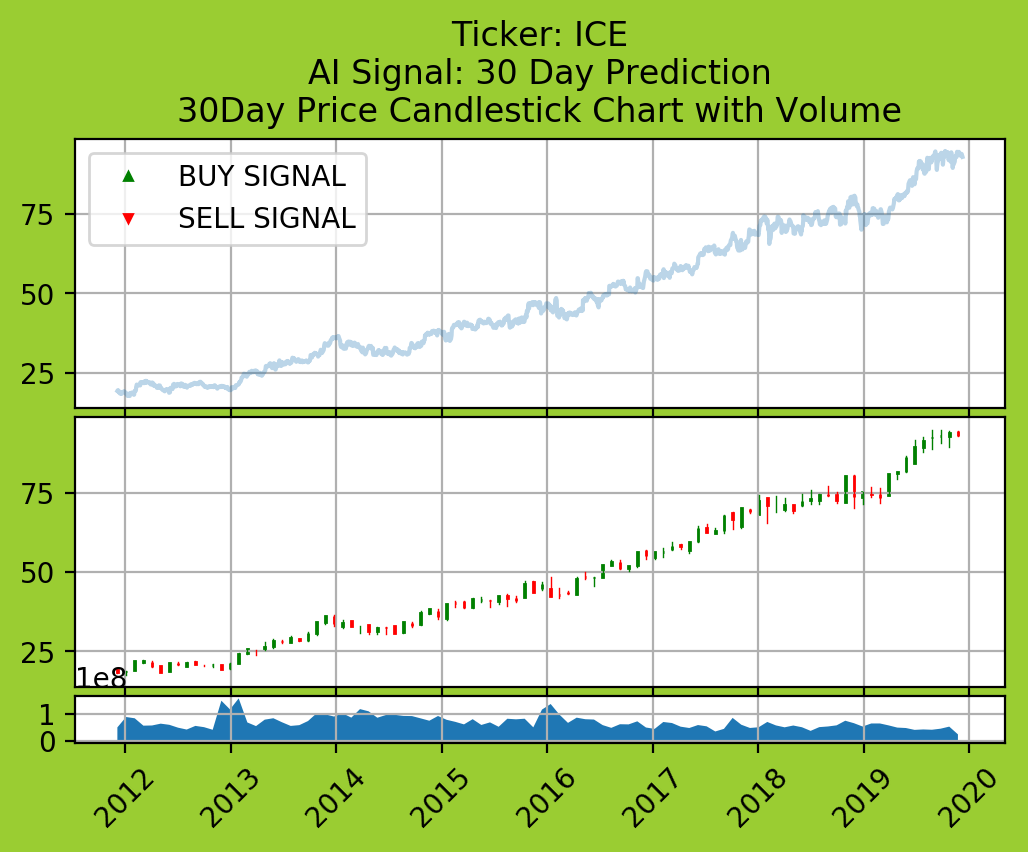 Ticker: ICE
AI Signal: 30 Day Prediction
30Day Price Candlestick Chart with Volume
BUY SIGNAL
SELL SIGNAL
75
50
25
75
50
25
1e8
1
0
2012 2013 2014 2015 2016 2017 2018 2019 2020